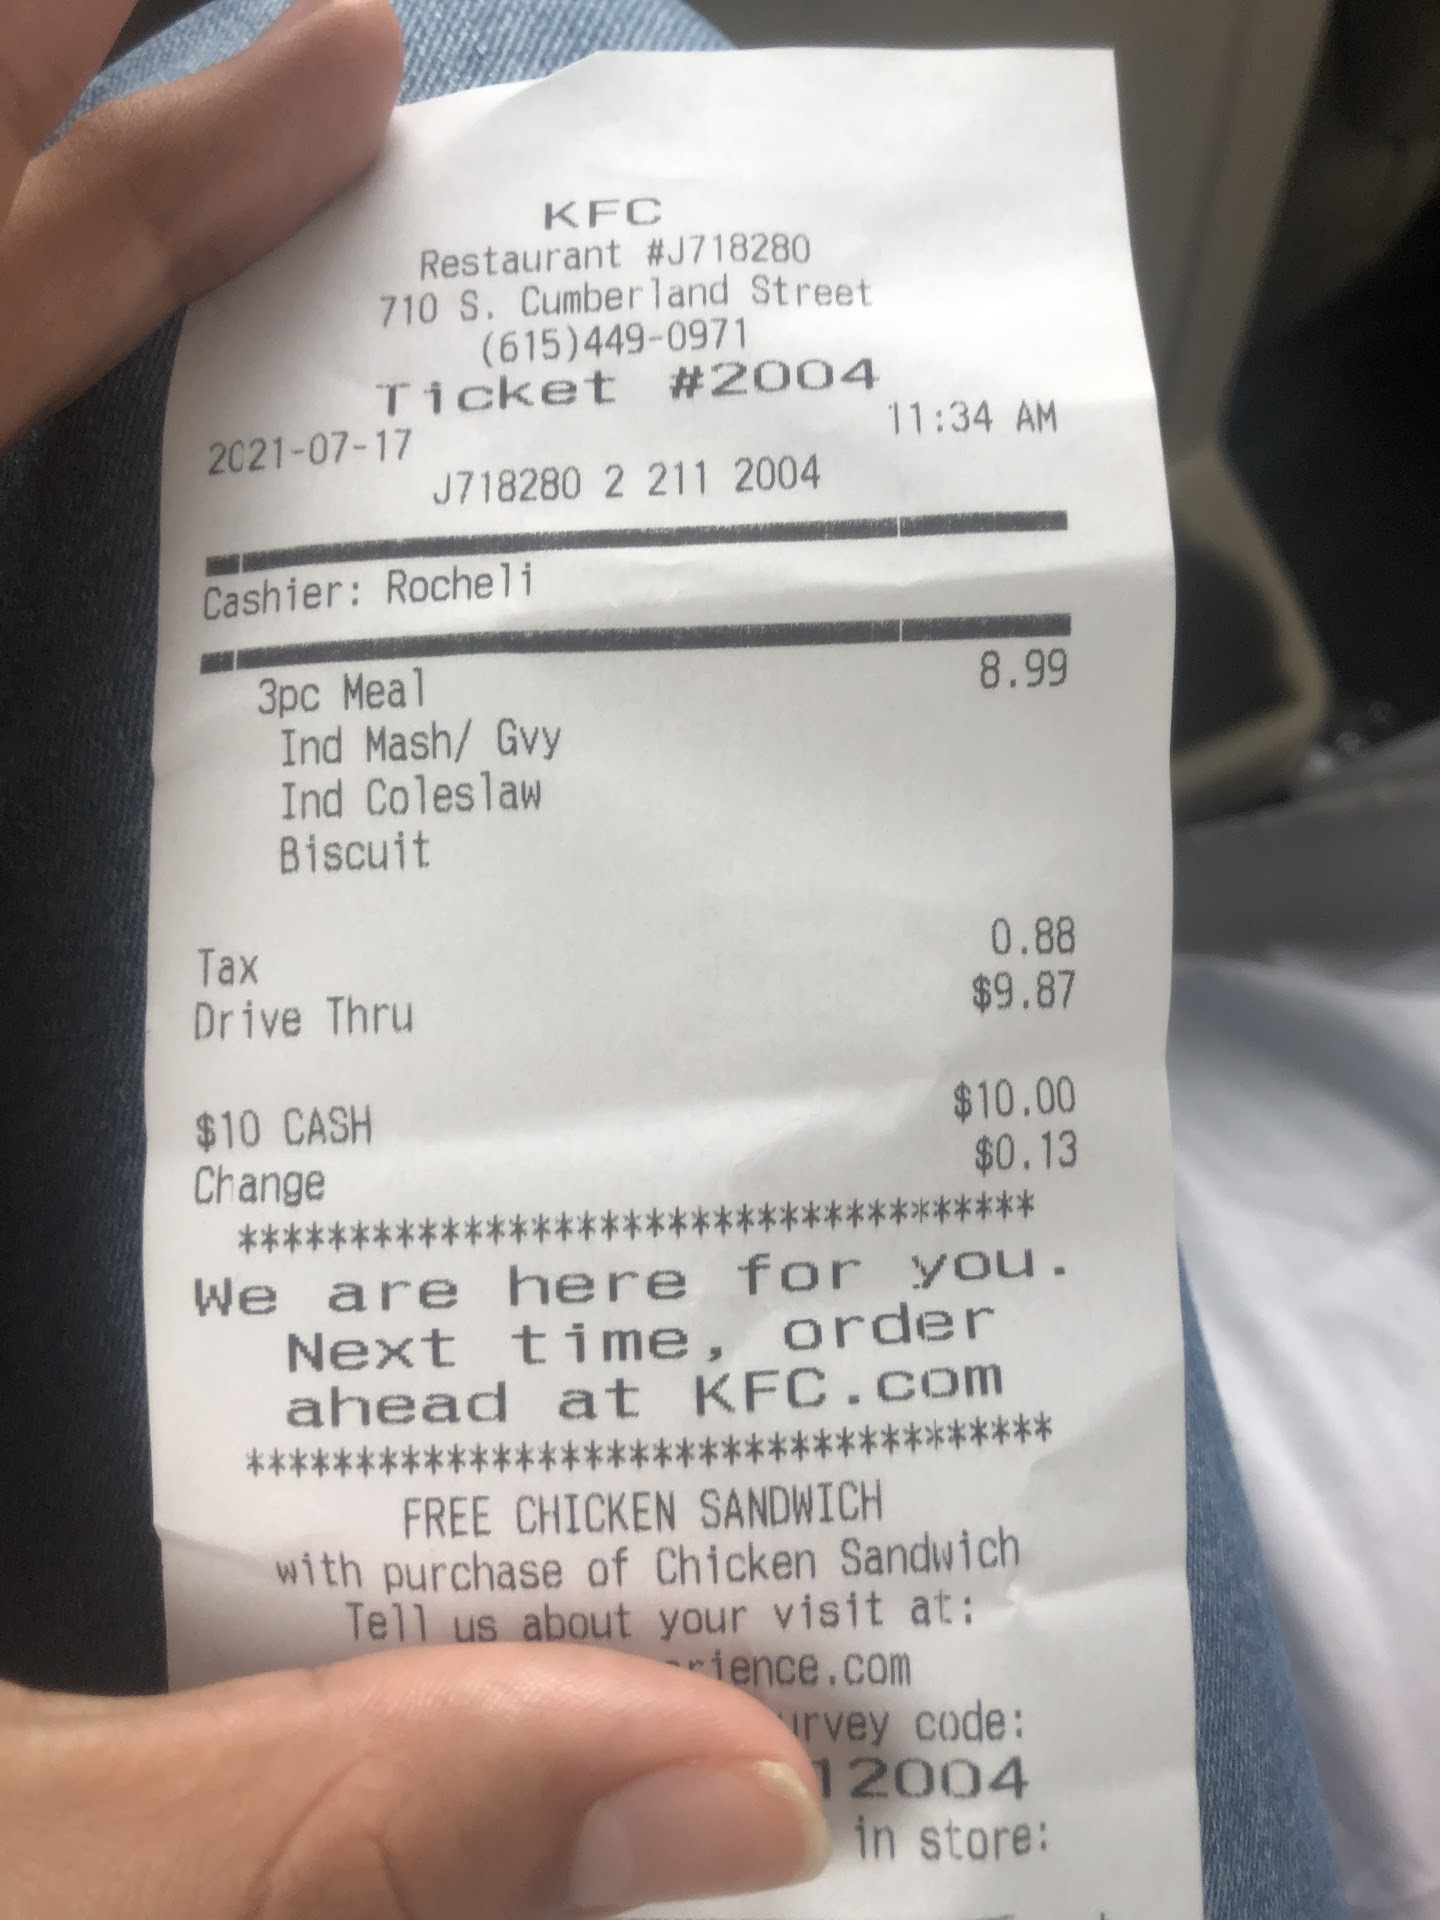 KFC
Restaurant #J718280
710 S. Cumberland Street
(615)449-0971
Ticket #2004
2021-07-17 11:34 AM
J718280 2 211 2004
Cashier: Rocheli
3pc Meal 8.99
Ind Mash/ Gvy
Ind Coleslaw
Biscuit
Tax 0.88
Drive Thru $9.87
$10 CASH $10.00
Change $0.13
************************************
We are here for you.
Next time, order
ahead at KFC.com
************************************
FREE CHICKEN SANDWICH
with purchase of Chicken Sandwich
Tell us about your visit at:
rience.com
urvey code:
12004
in store: